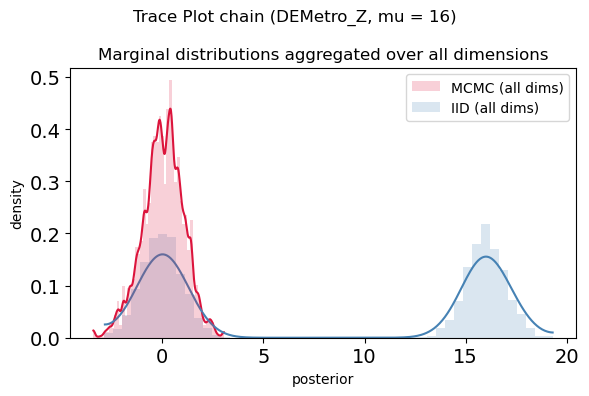 Trace Plot chain (DEMetro_Z, mu = 16)
Marginal distributions aggregated over all dimensions
0.5
0.4
0.3
0.2
0.1
0.0
density
MCMC (all dims)
IID (all dims)
0 5 10 15 20
posterior